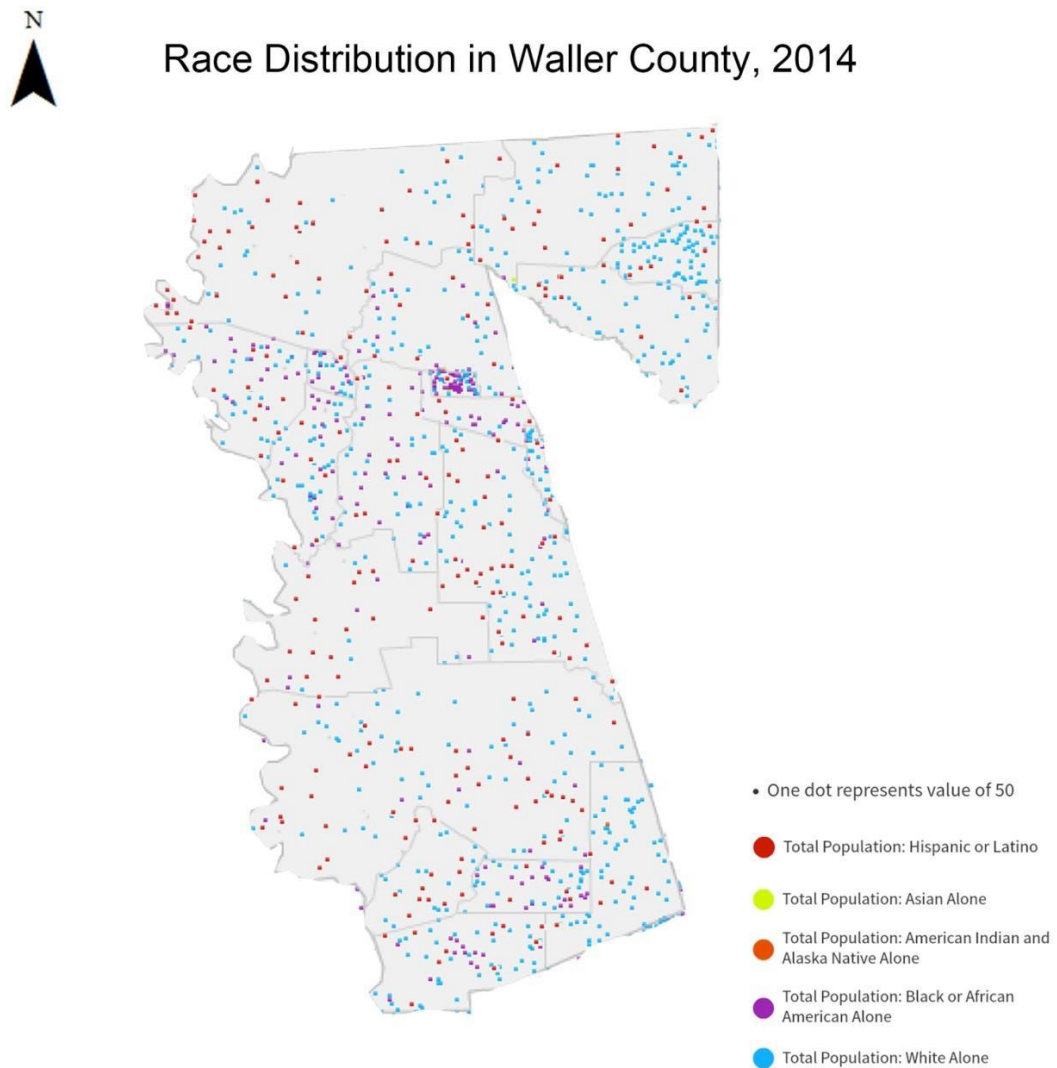 N
Race Distribution in Waller County, 2014
• One dot represents value of 50
Total Population: Hispanic or Latino
Total Population: Asian Alone
Total Population: American Indian and
Alaska Native Alone
Total Population: Black or African
American Alone
Total Population: White Alone